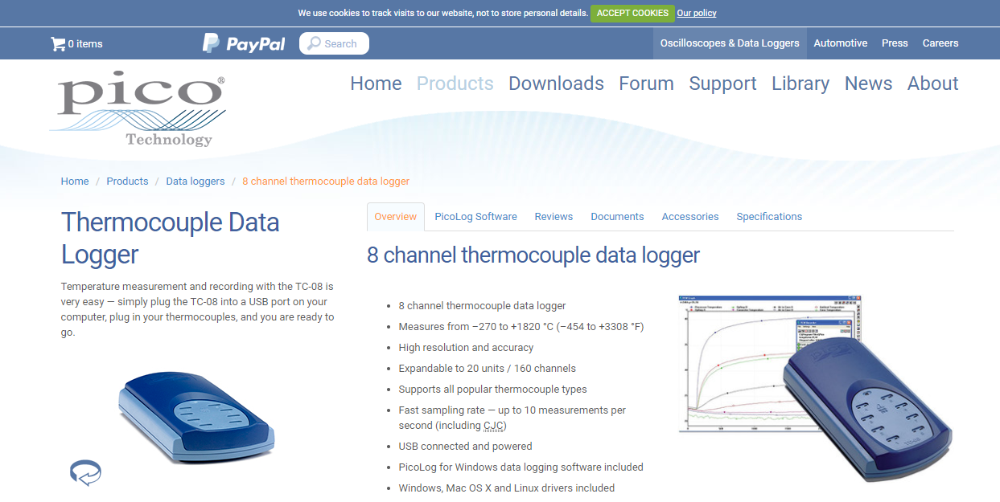 We use cookies to track visits to our website, not to store personal details. ACCEPT COOKIES Our policy
0 items PayPal Search Oscilloscopes & Data Loggers Automotive Press Careers
pico®
Technology
Home Products Downloads Forum Support Library News About
Home / Products / Data loggers / 8 channel thermocouple data logger
Thermocouple Data
Logger
Temperature measurement and recording with the TC-08 is
very easy — simply plug the TC-08 into a USB port on your
computer, plug in your thermocouples, and you are ready to
go.
Overview PicoLog Software Reviews Documents Accessories Specifications
8 channel thermocouple data logger
• 8 channel thermocouple data logger
• Measures from −270 to +1820 °C (−454 to +3308 °F)
• High resolution and accuracy
• Expandable to 20 units / 160 channels
• Supports all popular thermocouple types
• Fast sampling rate — up to 10 measurements per
second (including CJC)
• USB connected and powered
• PicoLog for Windows data logging software included
• Windows, Mac OS X and Linux drivers included